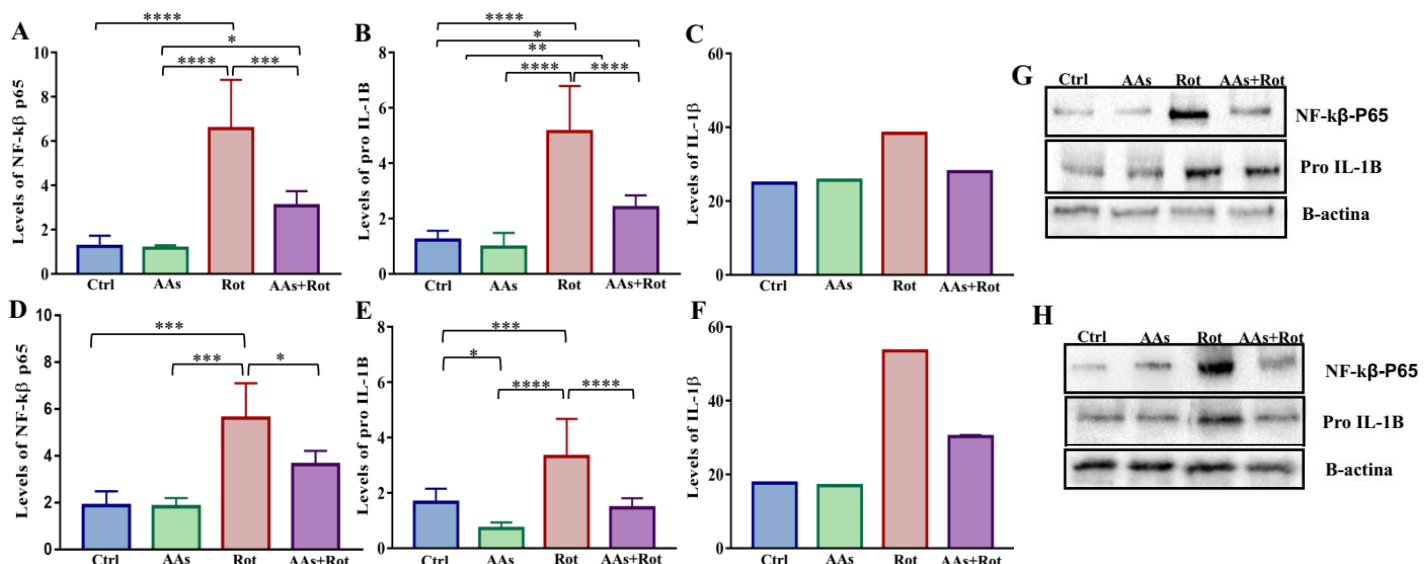 A
Levels of NF-kβ p65
10
8
6
4
2
0
****
*
**** ***
Ctrl AAs Rot AAs+Rot
B
Levels of pro IL-1B
8
6
4
2
0
****
*
**
**** ****
Ctrl AAs Rot AAs+Rot
C
Levels of IL-1β
60
40
20
0
Ctrl AAs Rot AAs+Rot
G
Ctrl AAs Rot AAs+Rot
NF-kβ-P65
Pro IL-1B
B-actina
D
Levels of NF-kβ p65
10
8
6
4
2
0
***
*** *
Ctrl AAs Rot AAs+Rot
E
Levels of pro IL-1B
8
6
4
2
0
***
*
**** ****
Ctrl AAs Rot AAs+Rot
F
Levels of IL-1β
60
40
20
0
Ctrl AAs Rot AAs+Rot
H
Ctrl AAs Rot AAs+Rot
NF-kβ-P65
Pro IL-1B
B-actina